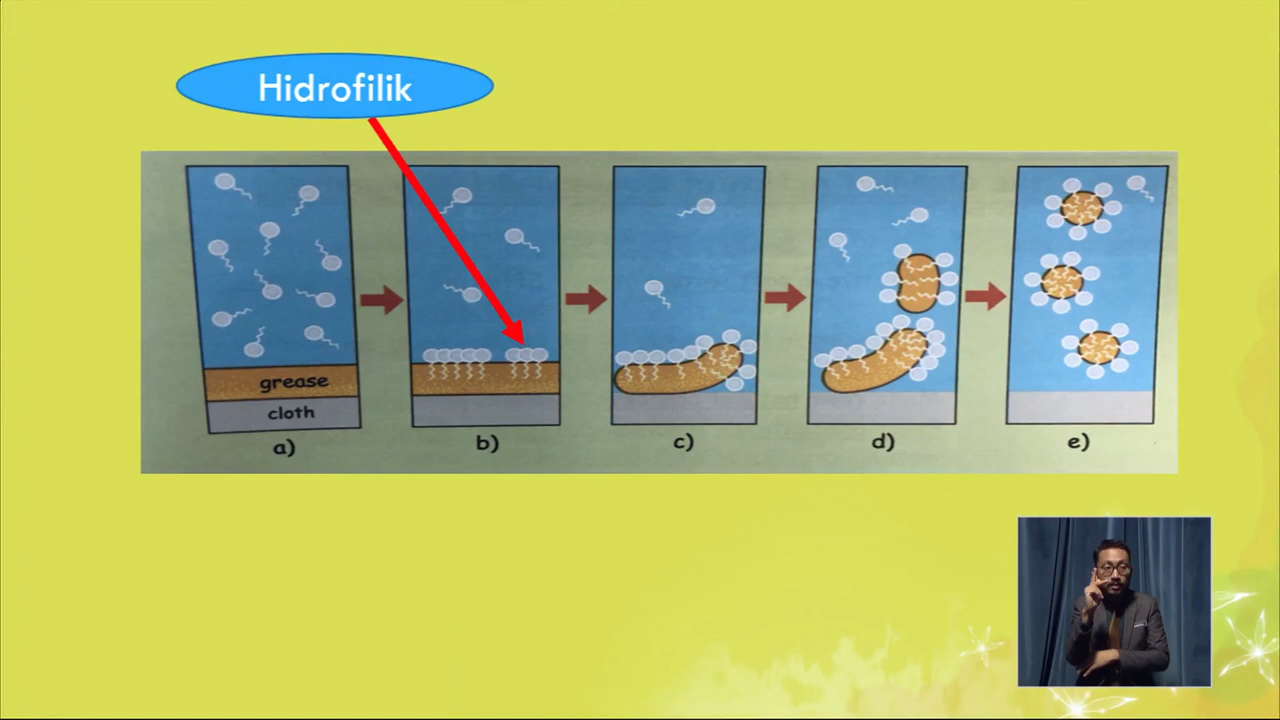 Hidrofilik
grease
cloth
a)
b)
c)
d)
e)